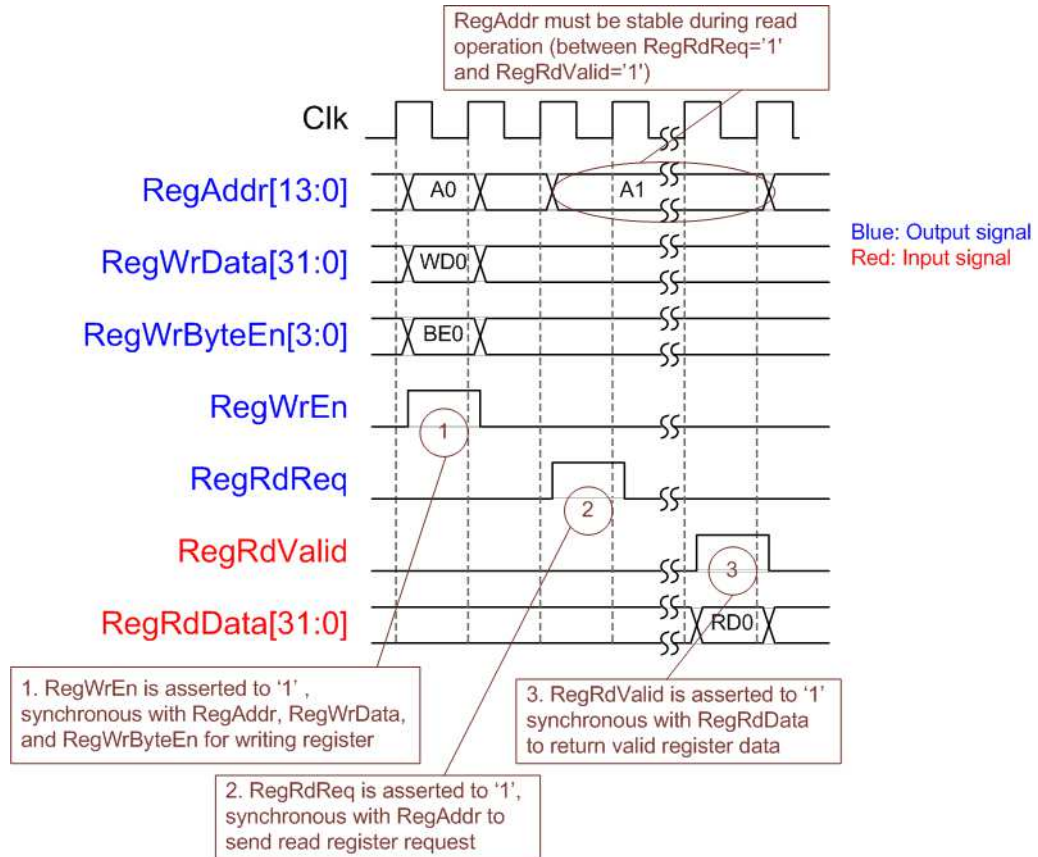 RegAddr must be stable during read
operation (between RegRdReq='1'
and RegRdValid='1')
Clk
RegAddr[13:0]
A0
A1
Blue: Output signal
Red: Input signal
RegWrData[31:0]
WD0
RegWrByteEn[3:0]
BE0
RegWrEn
1
RegRdReq
2
RegRdValid
3
RegRdData[31:0]
RD0
1. RegWrEn is asserted to ‘1’ ,
synchronous with RegAddr, RegWrData,
and RegWrByteEn for writing register
3. RegRdValid is asserted to ‘1’
synchronous with RegRdData
to return valid register data
2. RegRdReq is asserted to ‘1’,
synchronous with RegAddr to
send read register request